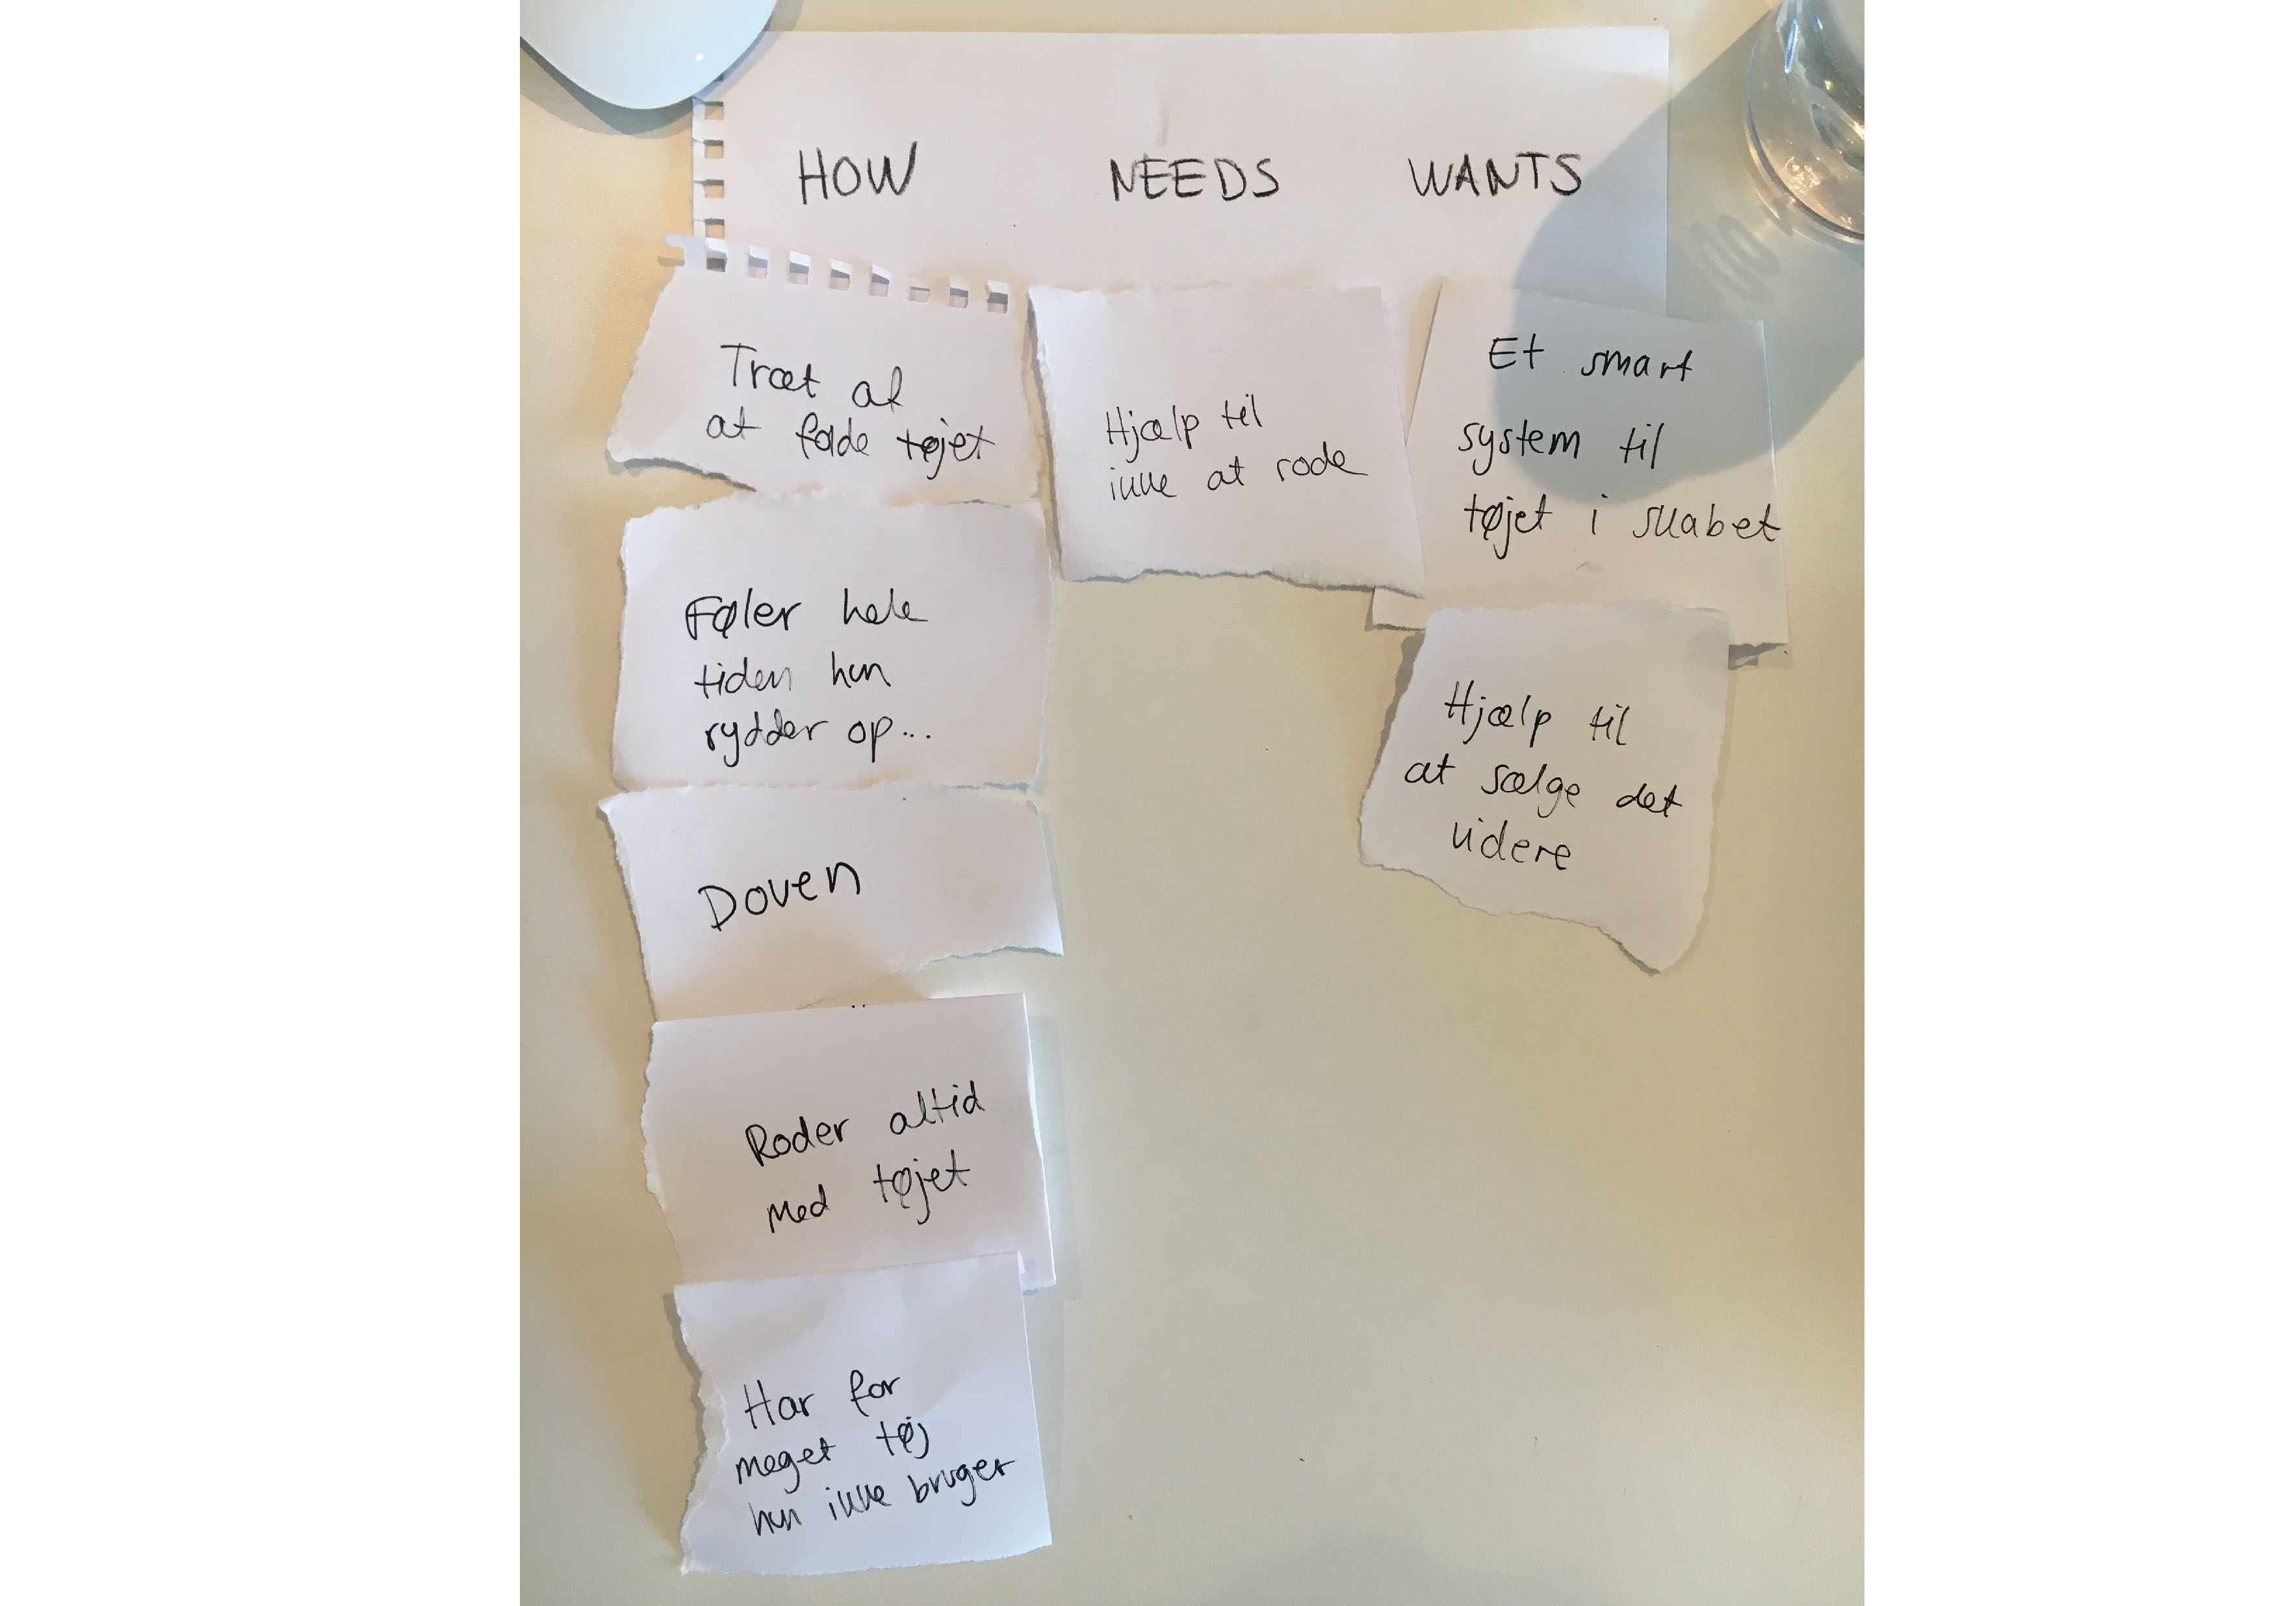 HOW NEEDS WANTS
Træt af
at folde tøjet
Føler hele
tiden hun
rydder op...
Doven
Roder altid
med tøjet
Har for
meget tøj
hun ikke bruger
Hjælp til
ikke at rode
Et smart
system til
tøjet i skabet
Hjælp til
at sælge det
videre